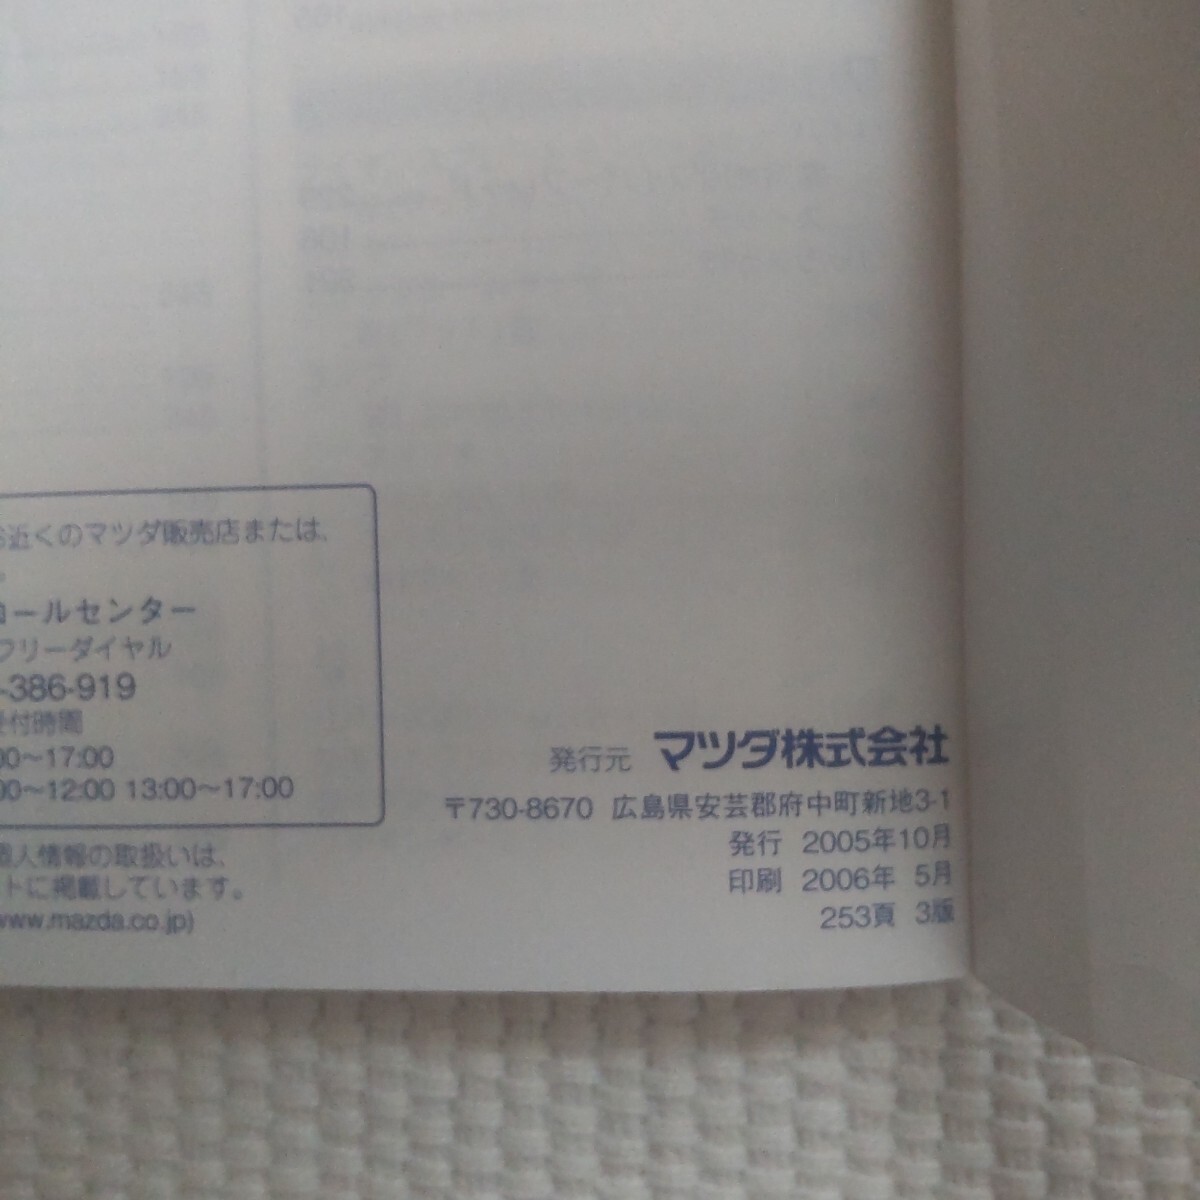 近くのマツダ販売店または、
コールセンター
フリーダイヤル
-386-919
受付時間
00～17:00
00～12:00 13:00～17:00
個人情報の取扱いは、
トに掲載しています。
www.mazda.co.jp)
発行元 マツダ株式会社
〒730-8670 広島県安芸郡府中町新地3-1
発行 2005年10月
印刷 2006年 5月
253頁 3版